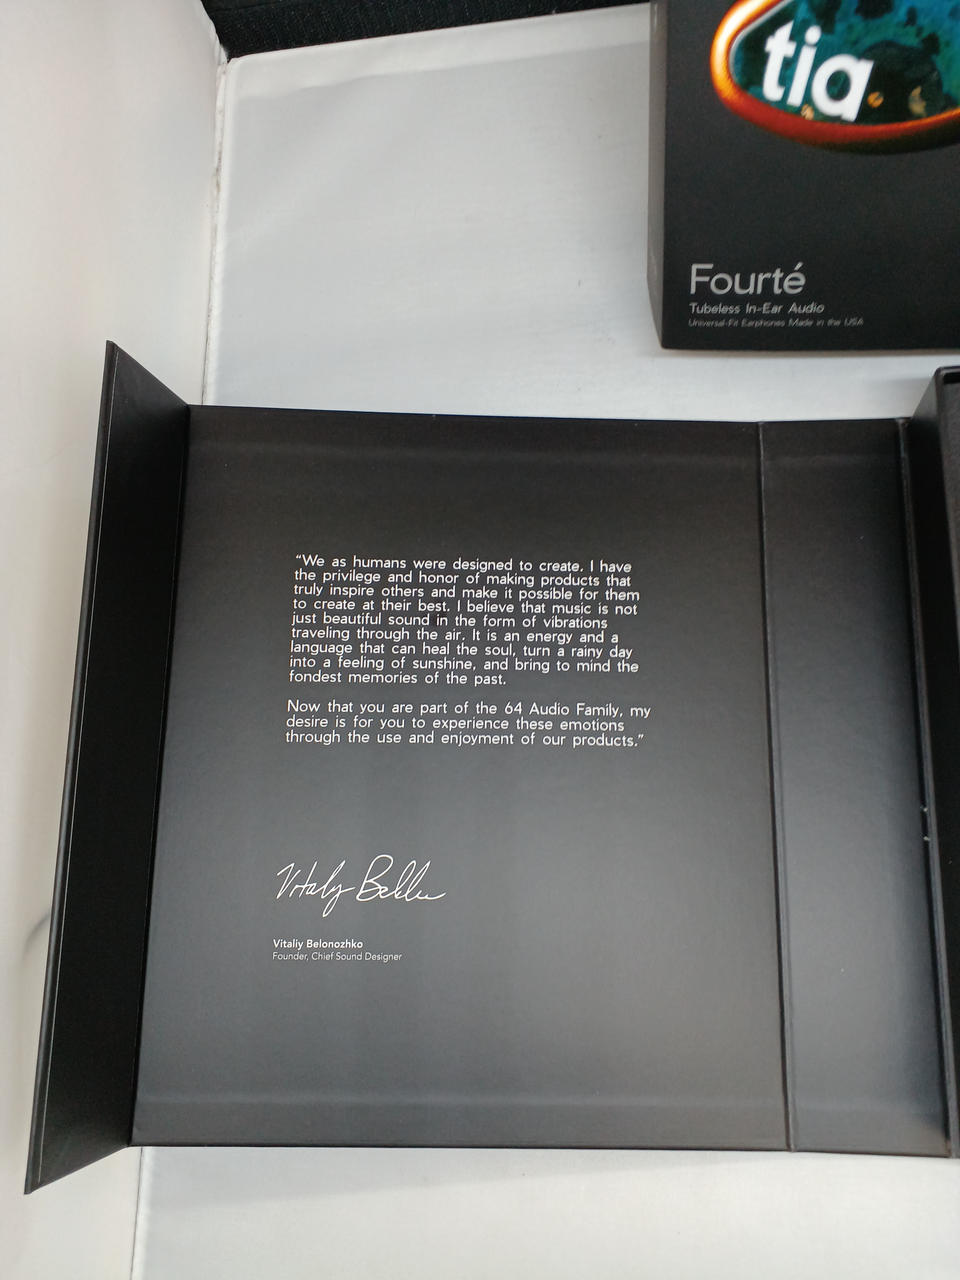 tia
Fourté
Tubeless In-Ear Audio
Universal-Fit Earphones Made in the USA
“We as humans were designed to create. I have
the privilege and honor of making products that
truly inspire others and make it possible for them
to create at their best. I believe that music is not
just beautiful sound in the form of vibrations
traveling through the air. It is an energy and a
language that can heal the soul, turn a rainy day
into a feeling of sunshine, and bring to mind the
fondest memories of the past.
Now that you are part of the 64 Audio Family, my
desire is for you to experience these emotions
through the use and enjoyment of our products.”
Vitaliy Belonozhko
Founder, Chief Sound Designer